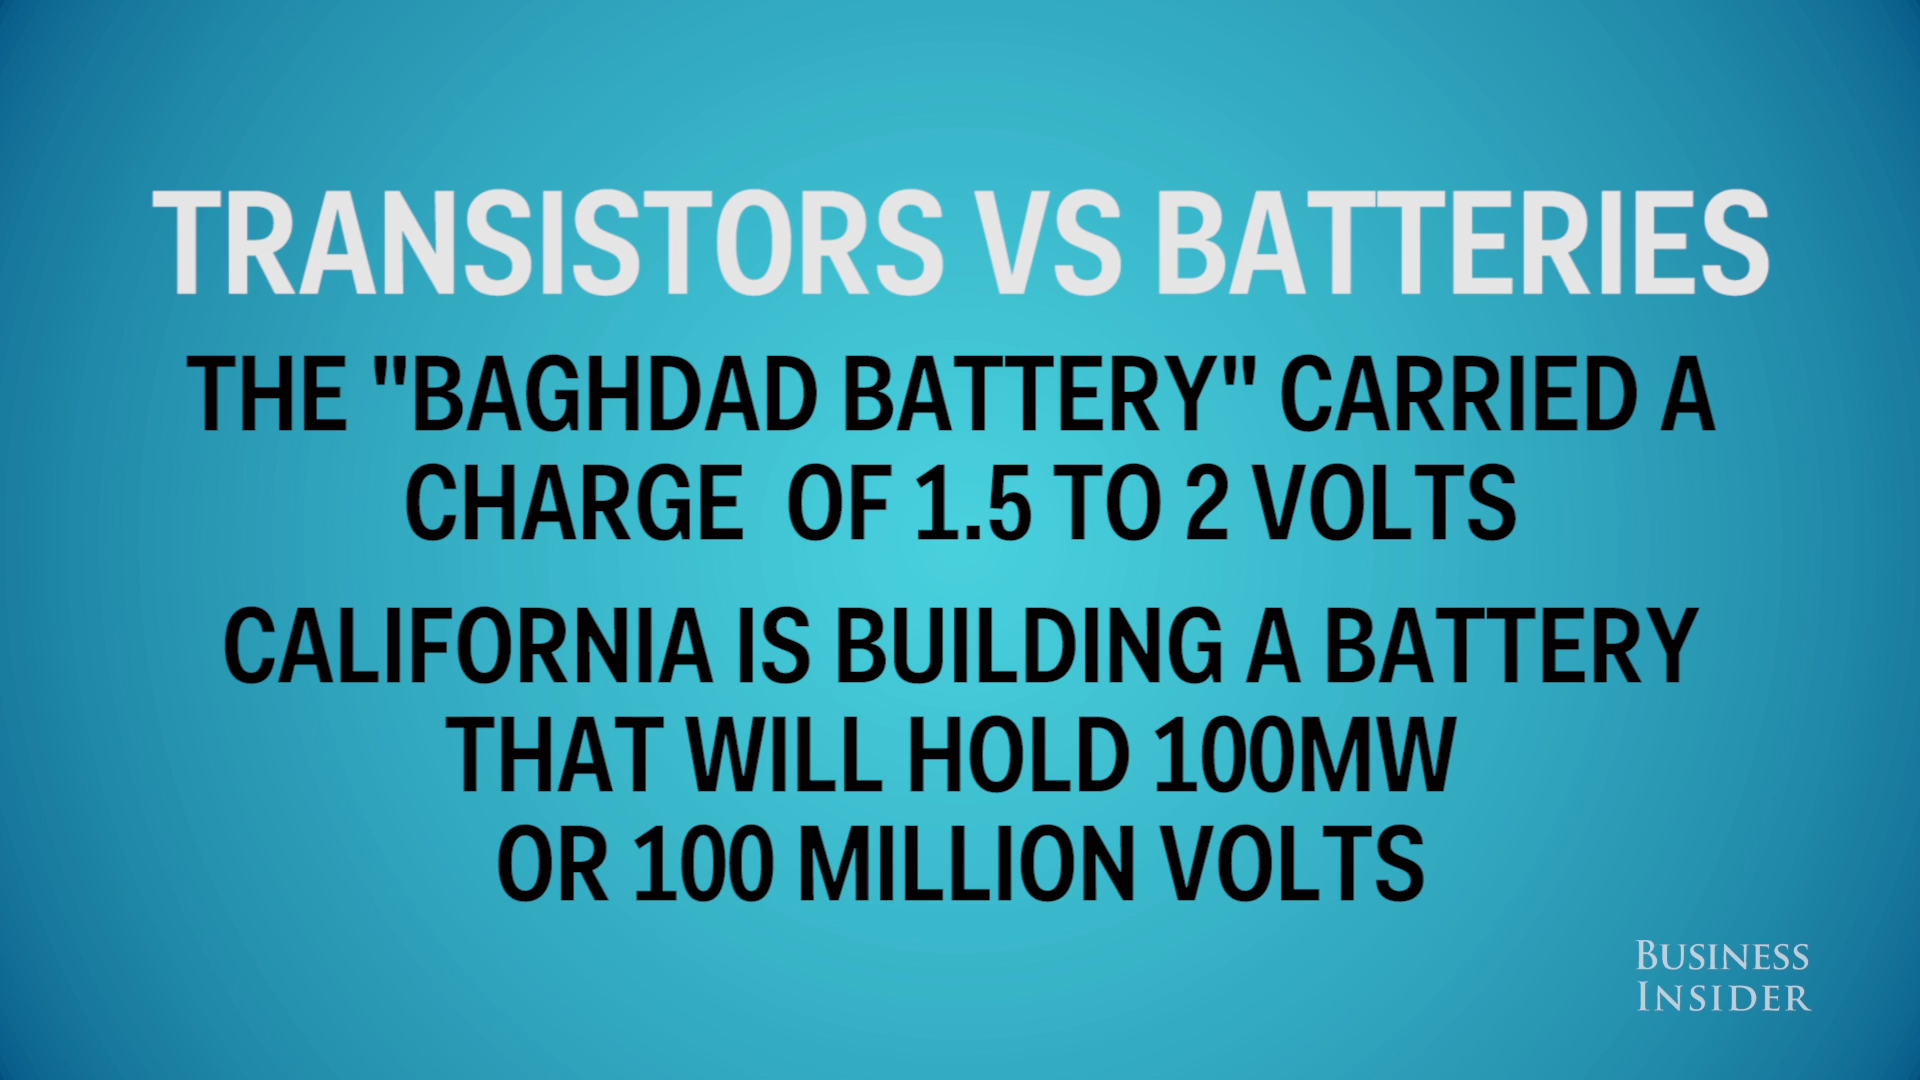 TRANSISTORS VS BATTERIES
THE "BAGHDAD BATTERY" CARRIED A
CHARGE  OF 1.5 TO 2 VOLTS
CALIFORNIA IS BUILDING A BATTERY
THAT WILL HOLD 100MW
OR 100 MILLION VOLTS
BUSINESS
INSIDER